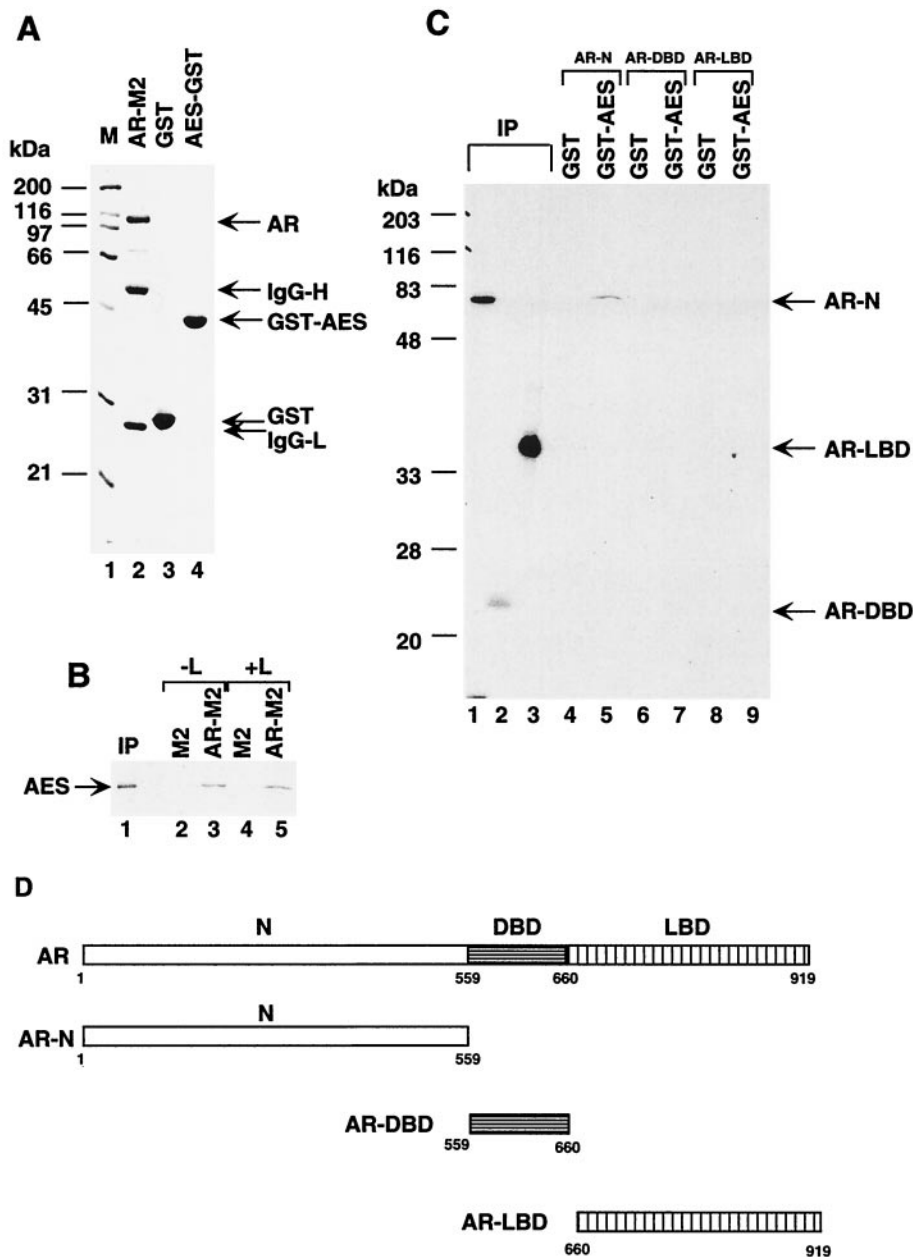 A
M
AR-M2
GST
AES-GST
kDa
200
116
97
66
45
31
21
AR
IgG-H
GST-AES
GST
IgG-L
1 2 3 4
B
-L +L
IP
M2
AR-M2
M2
AR-M2
AES
1 2 3 4 5
C
AR-N AR-DBD AR-LBD
IP
GST
GST-AES
GST
GST-AES
GST
GST-AES
kDa
203
116
83
48
33
28
20
AR-N
AR-LBD
AR-DBD
1 2 3 4 5 6 7 8 9
D
N DBD LBD
AR
1 559 660 919
N
AR-N
1 559
AR-DBD
559 660
AR-LBD
660 919